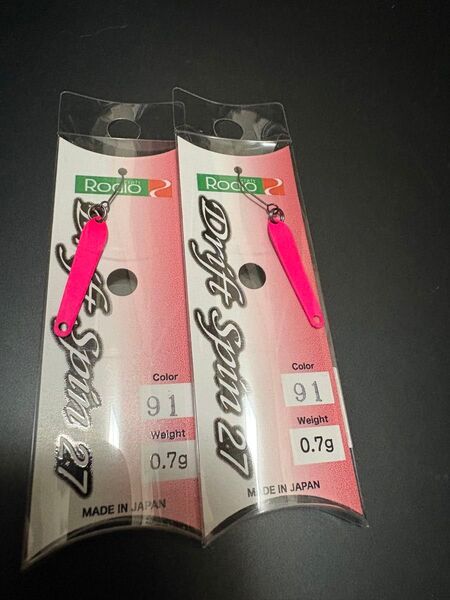 Rodio
Drift Spin 27
Color
91
Weight
0.7g
MADE IN JAPAN
Rodio
Drift Spin 27
Color
91
Weight
0.7g
MADE IN JAPAN